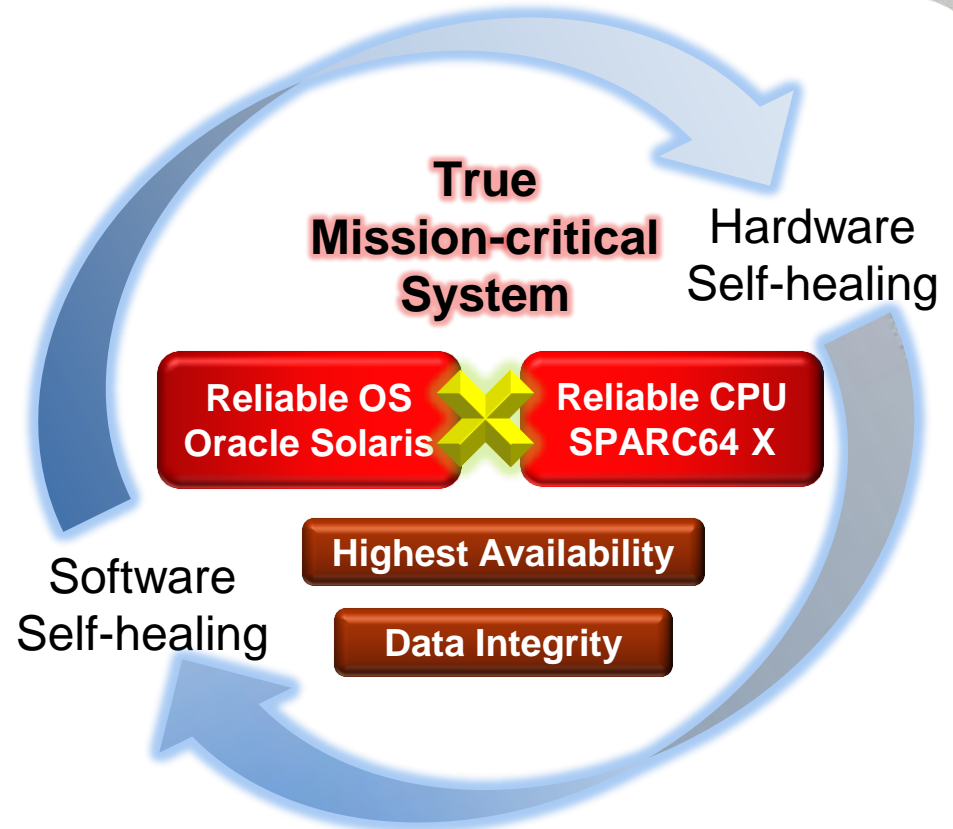 True
Mission-critical
System
Hardware
Self-healing
Reliable OS
Oracle Solaris
Reliable CPU
SPARC64 X
Highest Availability
Data Integrity
Software
Self-healing